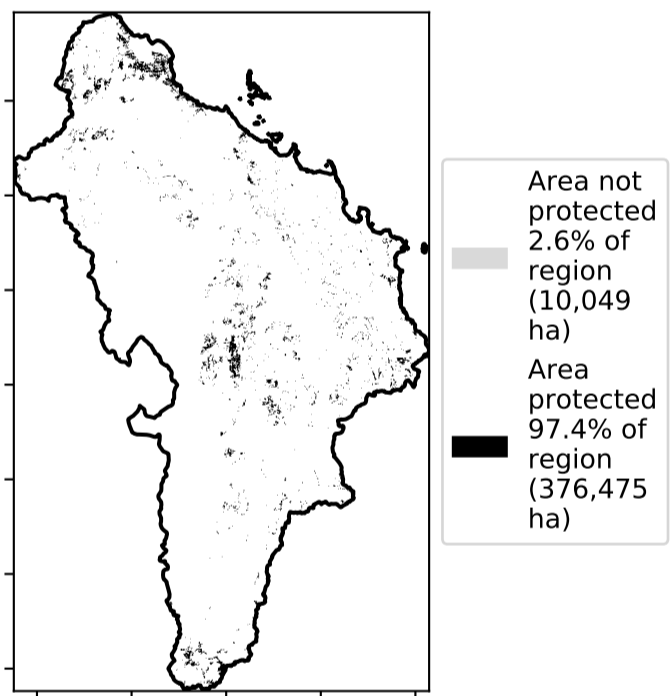 Area not
protected
2.6% of
region
(10,049
ha)
Area
protected
97.4% of
region
(376,475
ha)